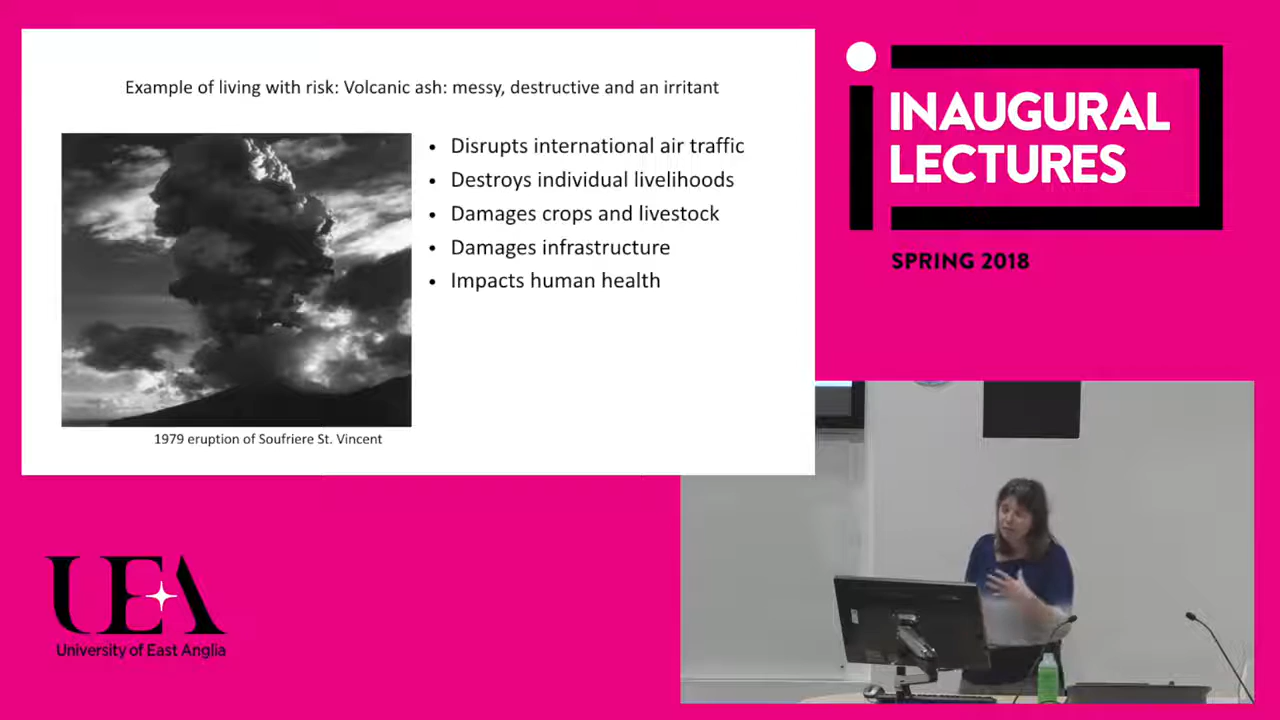 Example of living with risk: Volcanic ash: messy, destructive and an irritant
• Disrupts international air traffic
• Destroys individual livelihoods
• Damages crops and livestock
• Damages infrastructure
• Impacts human health
1979 eruption of Soufriere St. Vincent
INAUGURAL
LECTURES
SPRING 2018
UEA
University of East Anglia